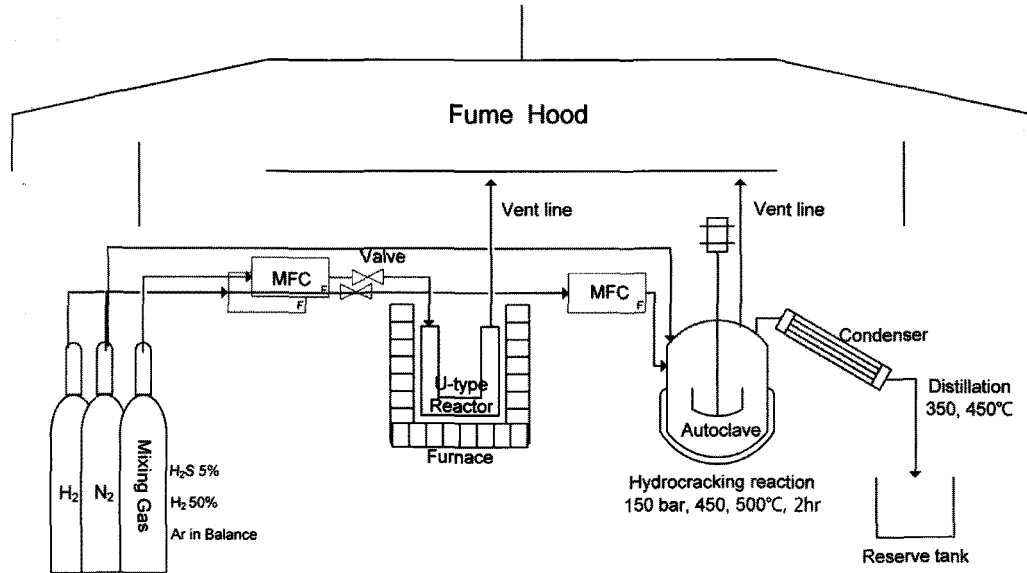 Fume Hood
Vent line
Vent line
Valve
MFC
F
F
MFC
F
U-type
Reactor
Furnace
Autoclave
Condenser
Distillation
350, 450℃
H₂
N₂
Mixing Gas
H₂S 5%
H₂ 50%
Ar in Balance
Hydrocracking reaction
150 bar, 450, 500℃, 2hr
Reserve tank